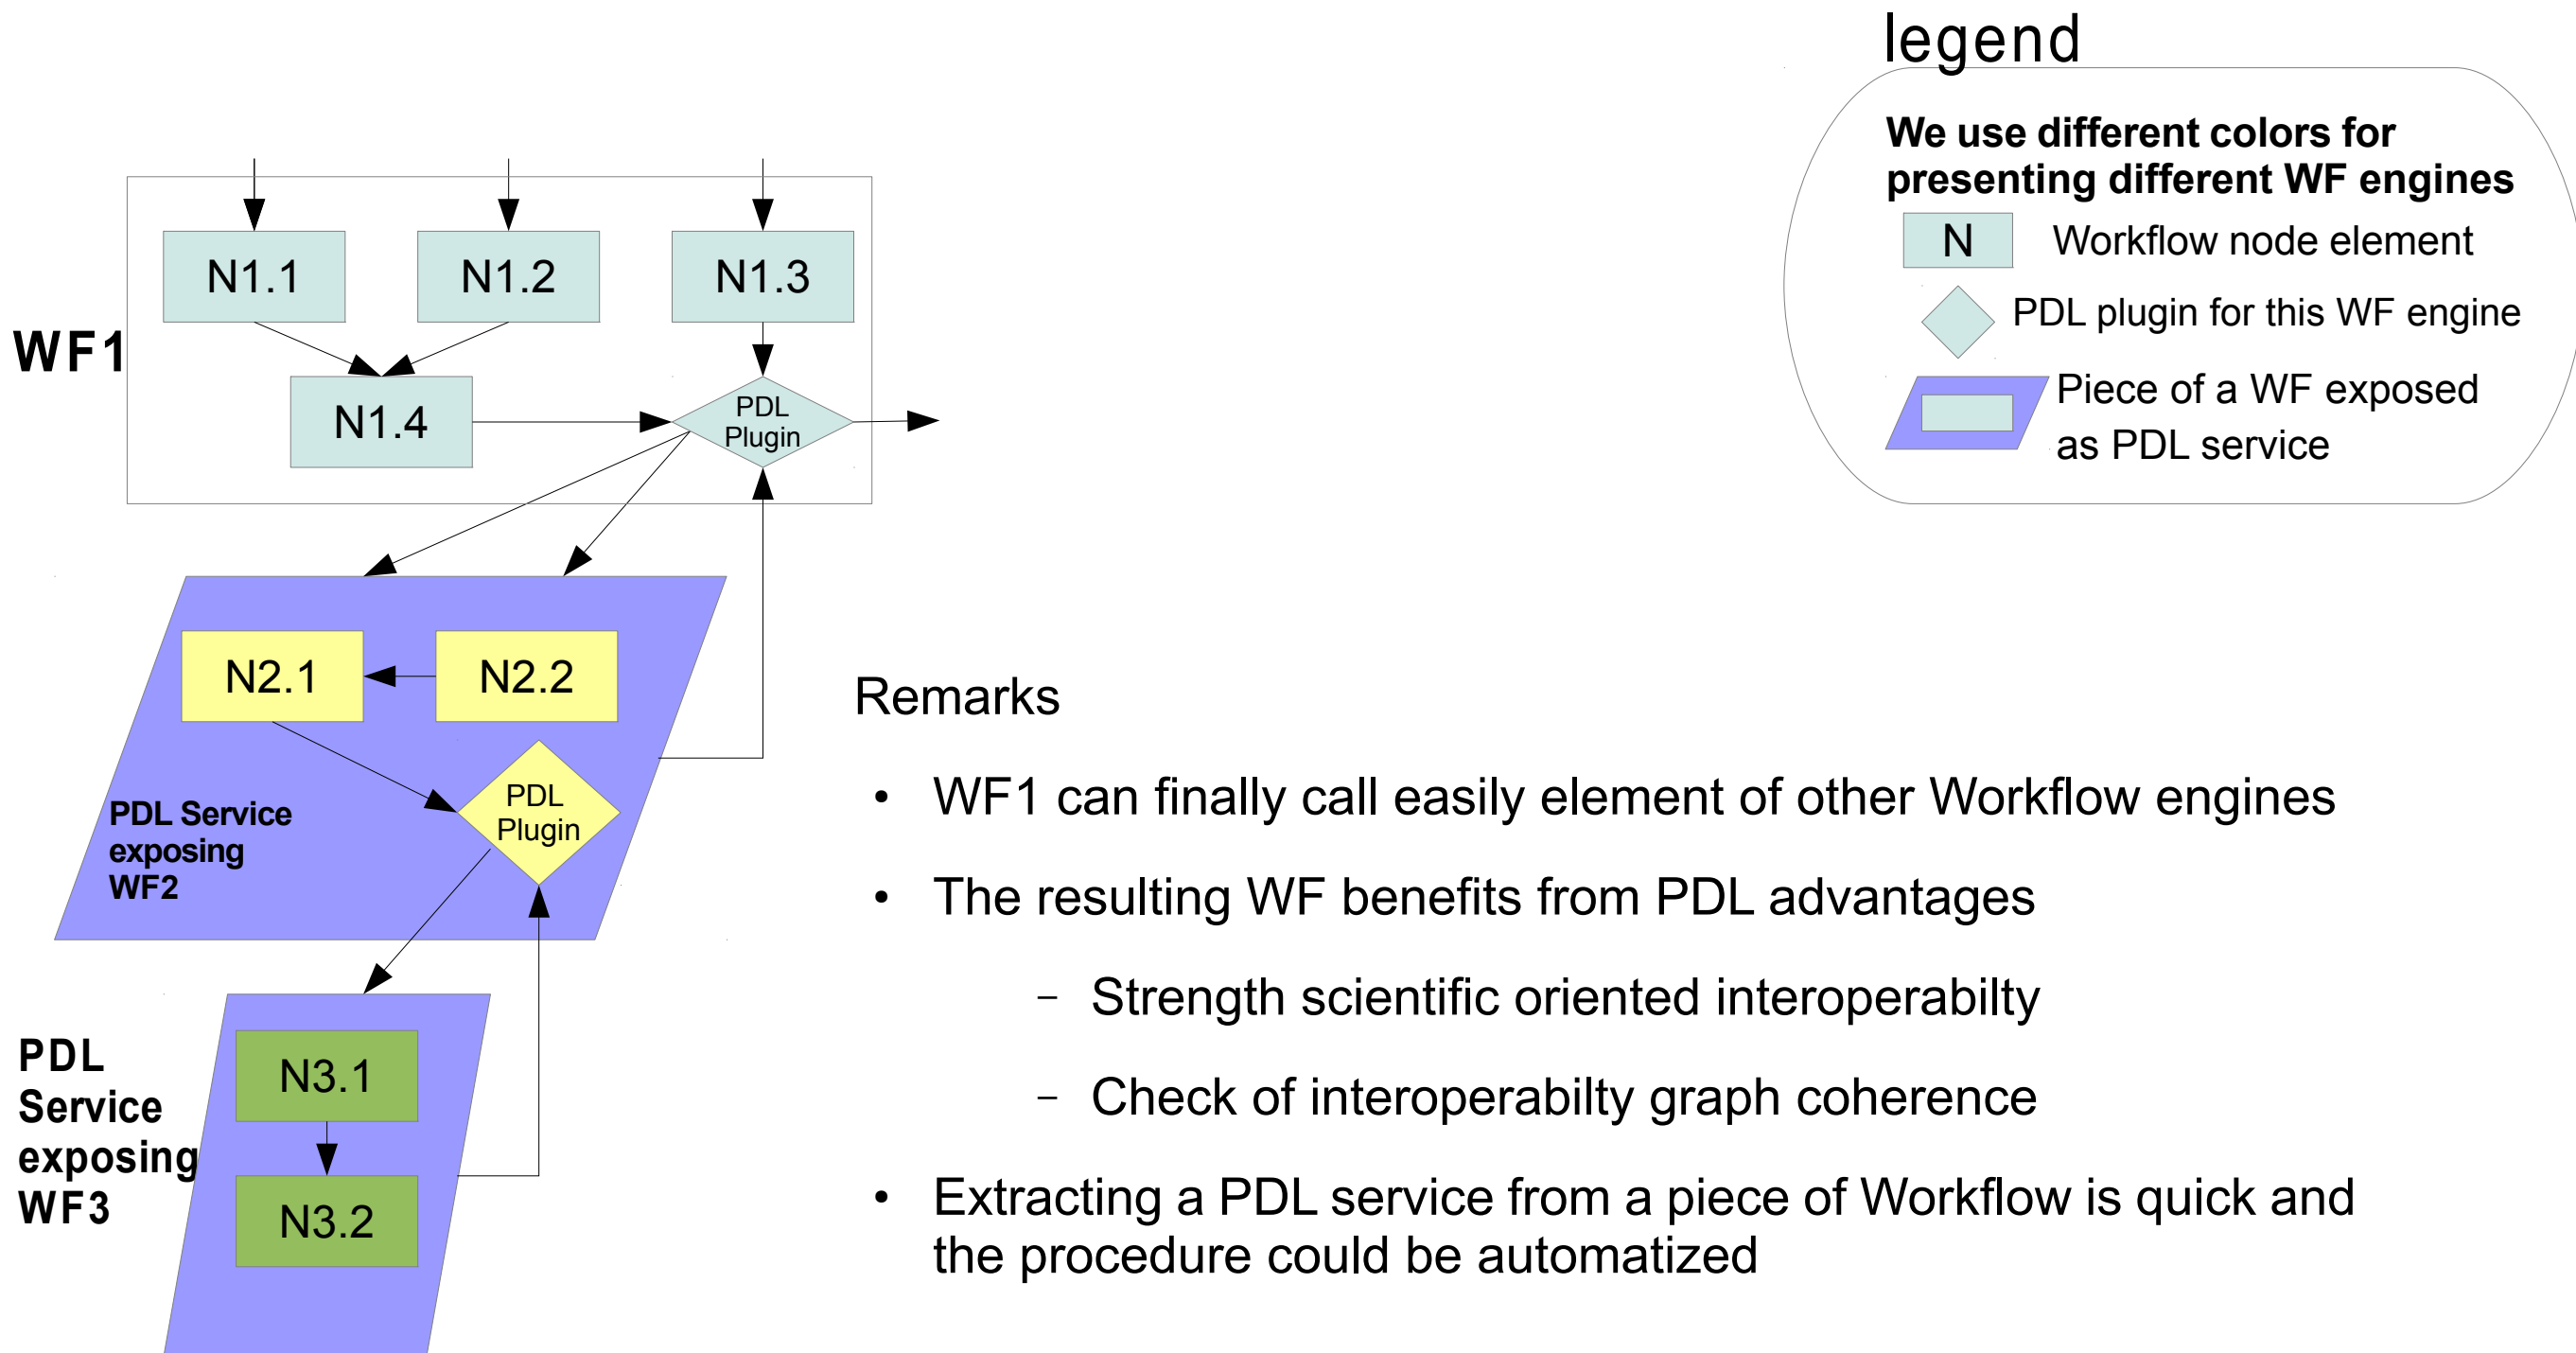 legend
We use different colors for
presenting different WF engines
N Workflow node element
PDL plugin for this WF engine
Piece of a WF exposed
as PDL service
WF1
N1.1
N1.2
N1.3
N1.4
PDL
Plugin
N2.1
N2.2
PDL
Plugin
PDL Service
exposing
WF2
PDL
Service
exposing
WF3
N3.1
N3.2
Remarks
• WF1 can finally call easily element of other Workflow engines
• The resulting WF benefits from PDL advantages
– Strength scientific oriented interoperabilty
– Check of interoperabilty graph coherence
• Extracting a PDL service from a piece of Workflow is quick and
the procedure could be automatized